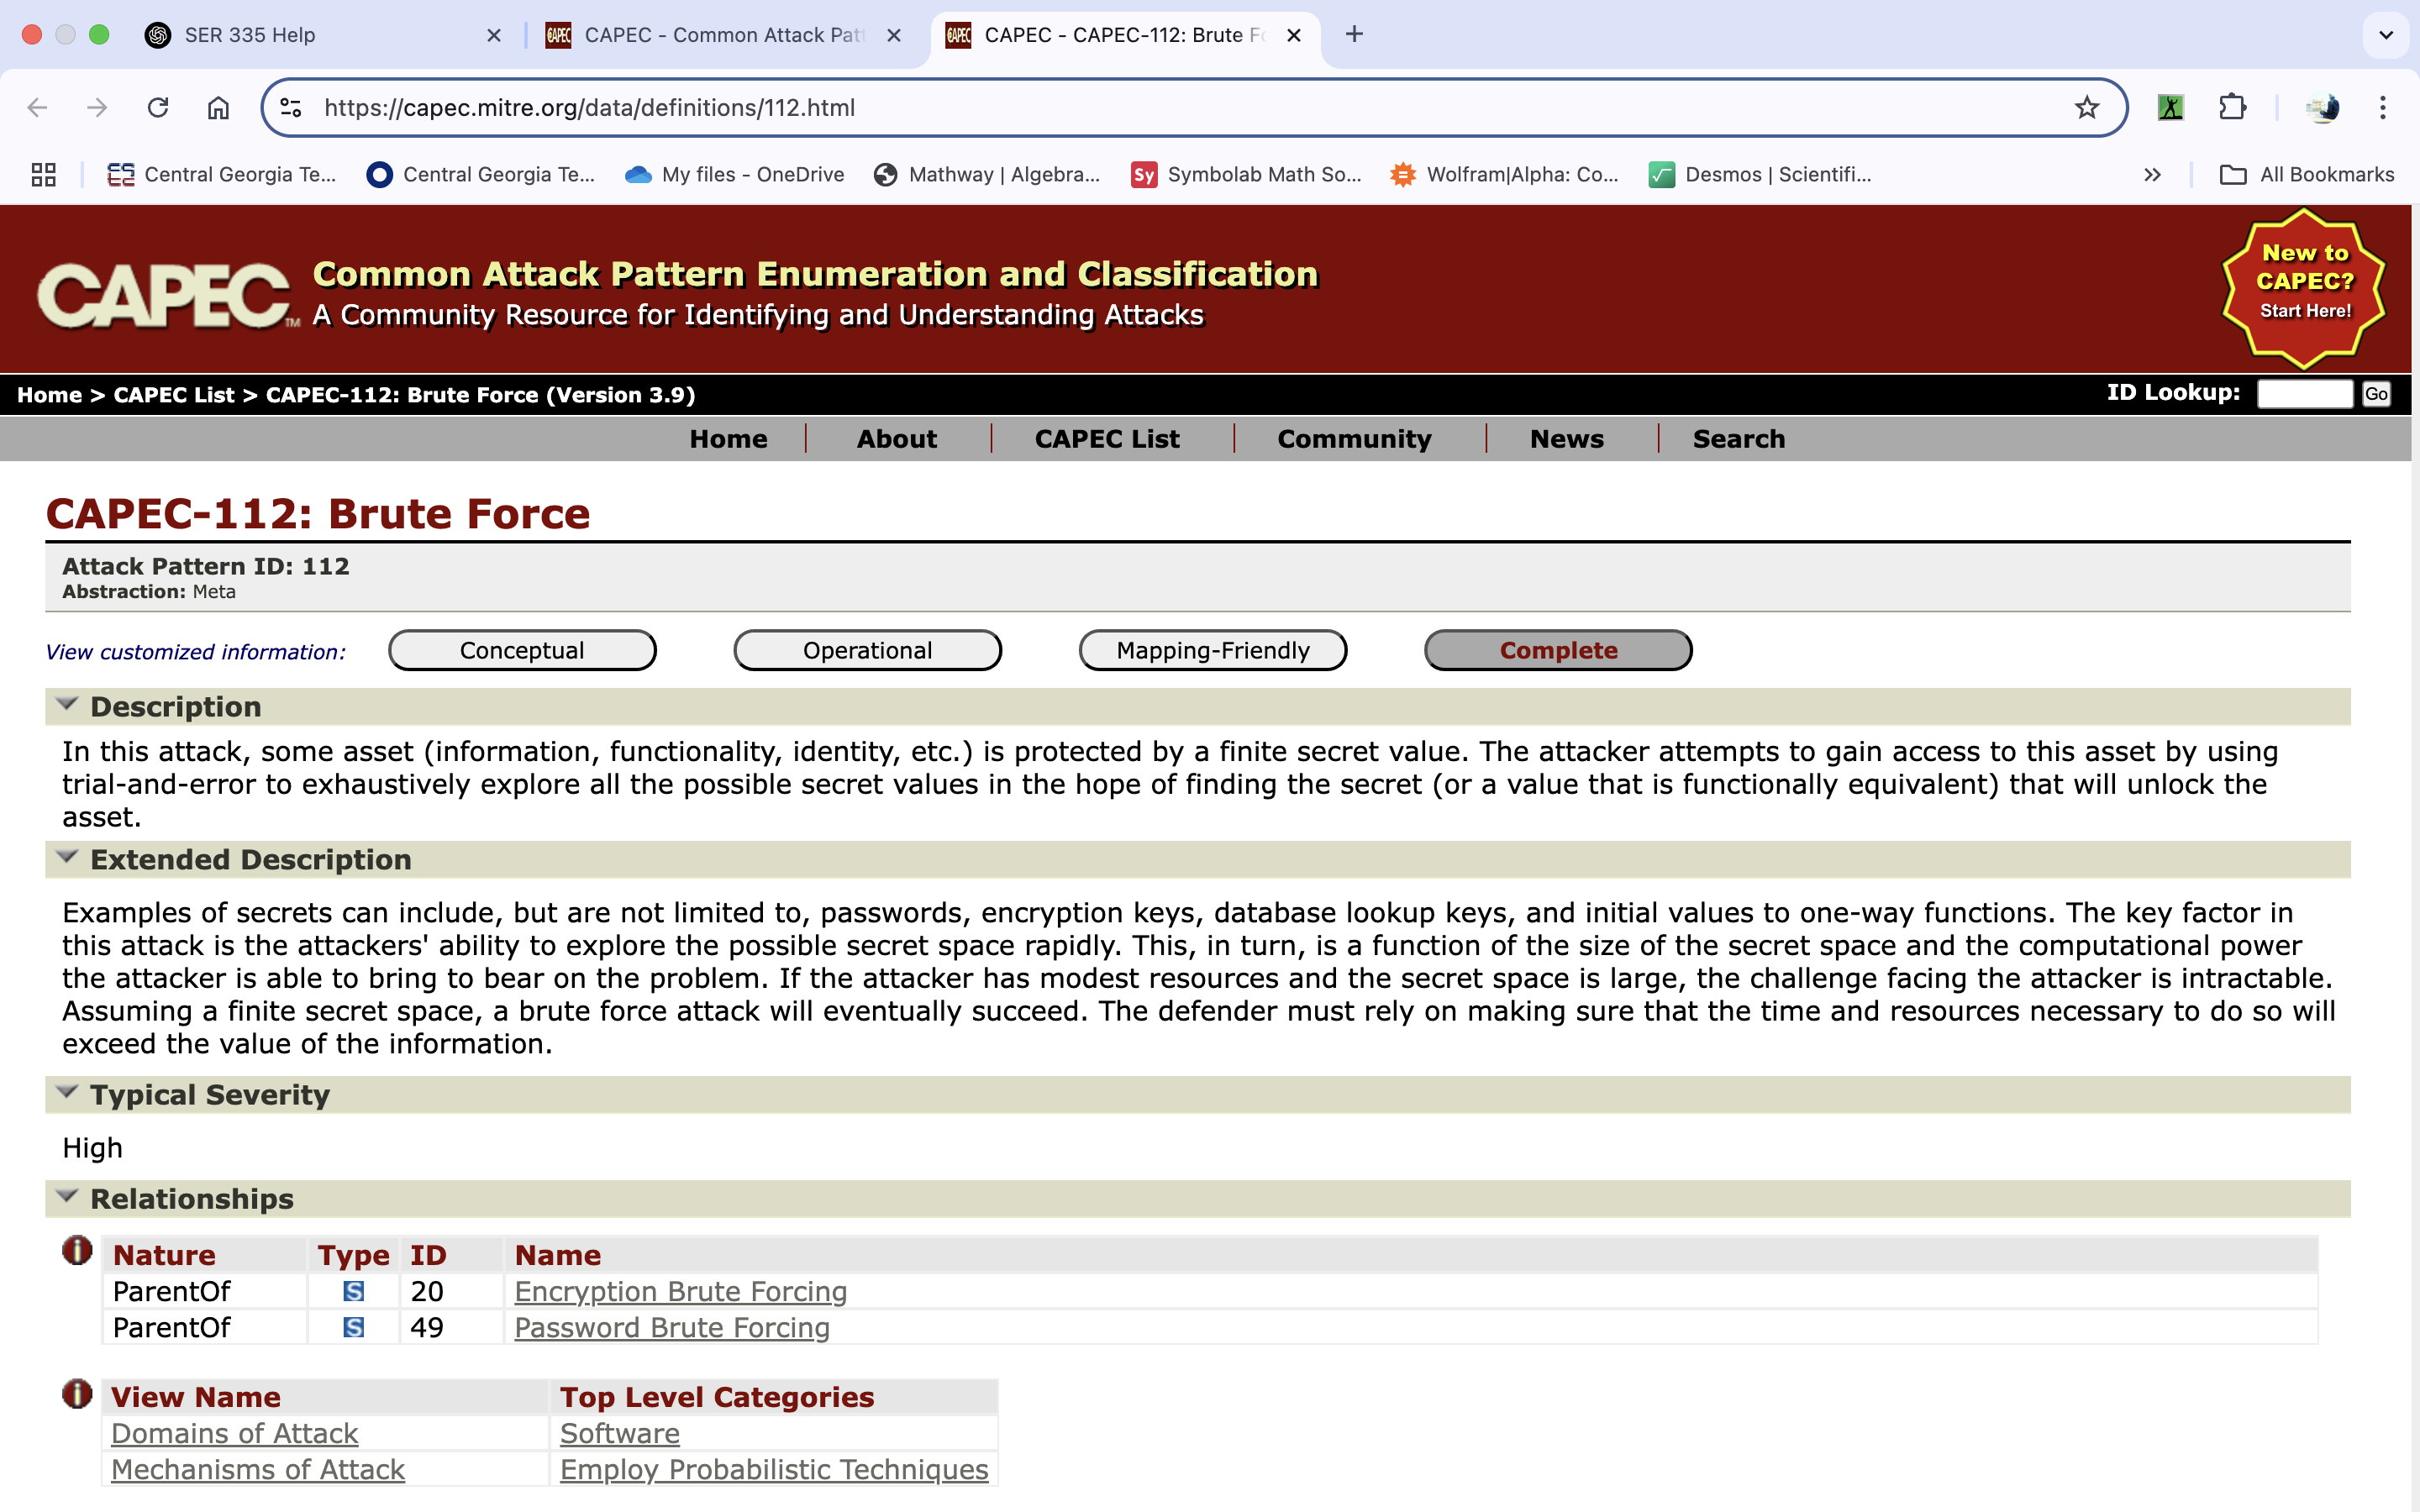 SER 335 Help
CAPEC - Common Attack Pat
CAPEC - CAPEC-112: Brute F
https://capec.mitre.org/data/definitions/112.html
Central Georgia Te...
Central Georgia Te...
My files - OneDrive
Mathway | Algebra...
Sy Symbolab Math So...
Wolfram|Alpha: Co...
Desmos | Scientifi...
All Bookmarks
CAPEC™
Common Attack Pattern Enumeration and Classification
A Community Resource for Identifying and Understanding Attacks
New to
CAPEC?
Start Here!
Home > CAPEC List > CAPEC-112: Brute Force (Version 3.9)
ID Lookup: Go
Home About CAPEC List Community News Search
CAPEC-112: Brute Force
Attack Pattern ID: 112
Abstraction: Meta
View customized information: Conceptual Operational Mapping-Friendly Complete
Description
In this attack, some asset (information, functionality, identity, etc.) is protected by a finite secret value. The attacker attempts to gain access to this asset by using
trial-and-error to exhaustively explore all the possible secret values in the hope of finding the secret (or a value that is functionally equivalent) that will unlock the
asset.
Extended Description
Examples of secrets can include, but are not limited to, passwords, encryption keys, database lookup keys, and initial values to one-way functions. The key factor in
this attack is the attackers' ability to explore the possible secret space rapidly. This, in turn, is a function of the size of the secret space and the computational power
the attacker is able to bring to bear on the problem. If the attacker has modest resources and the secret space is large, the challenge facing the attacker is intractable.
Assuming a finite secret space, a brute force attack will eventually succeed. The defender must rely on making sure that the time and resources necessary to do so will
exceed the value of the information.
Typical Severity
High
Relationships
Nature Type ID Name
ParentOf S 20 Encryption Brute Forcing
ParentOf S 49 Password Brute Forcing
View Name Top Level Categories
Domains of Attack Software
Mechanisms of Attack Employ Probabilistic Techniques